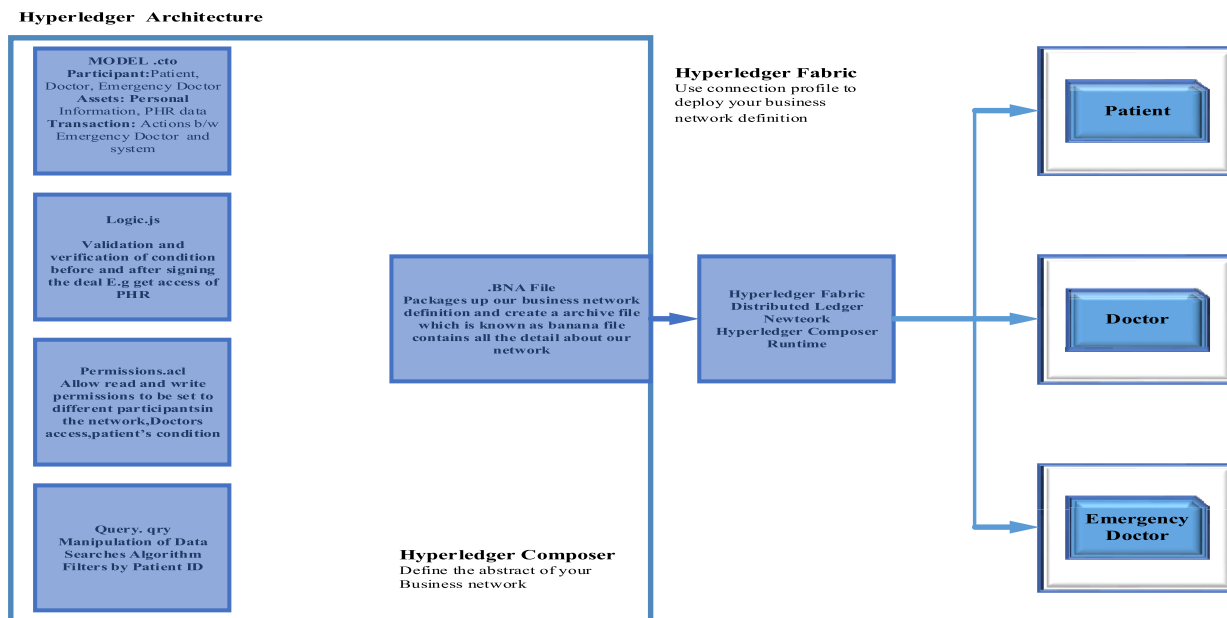 Hyperledger Architecture
MODEL .cto
Participant:Patient,
Doctor, Emergency Doctor
Assets: Personal
Information, PHR data
Transaction: Actions b/w
Emergency Doctor and
system
Logic.js
Validation and
verification of condition
before and after signing
the deal E.g get access of
PHR
Permissions.acl
Allow read and write
permissions to be set to
different participantsin
the network,Doctors
access,patient's condition
Query. qry
Manipulation of Data
Searches Algorithm
Filters by Patient ID
.BNA File
Packages up our business network
definition and create a archive file
which is known as banana file
contains all the detail about our
network
Hyperledger Composer
Define the abstract of your
Business network
Hyperledger Fabric
Use connection profile to
deploy your business
network definition
Hyperledger Fabric
Distributed Ledger
Newteork
Hyperledger Composer
Runtime
Patient
Doctor
Emergency
Doctor